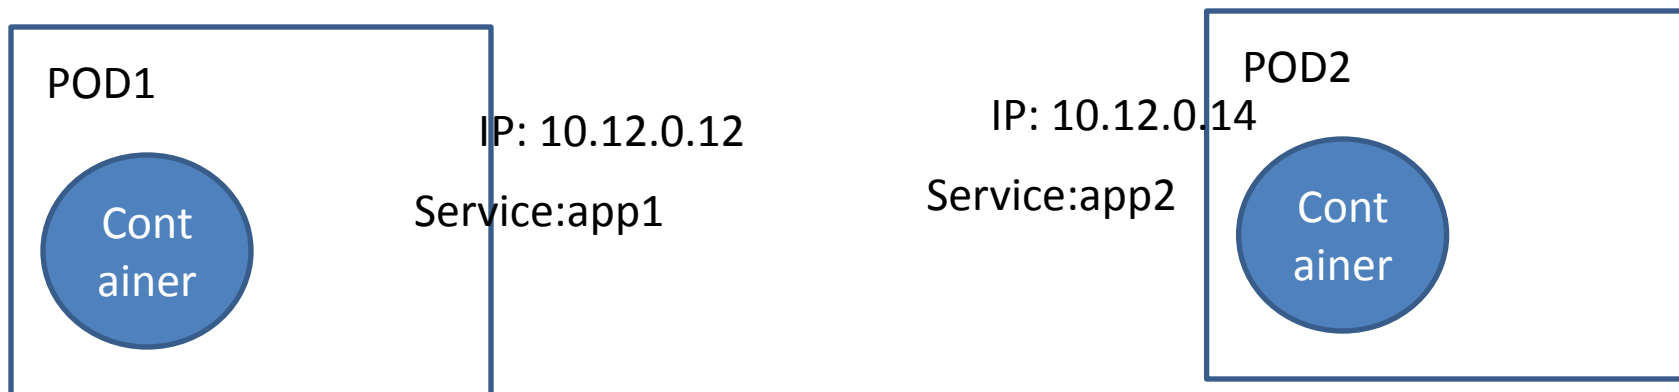 POD1
IP: 10.12.0.12
Service:app1
Cont
ainer
POD2
IP: 10.12.0.14
Service:app2
Cont
ainer